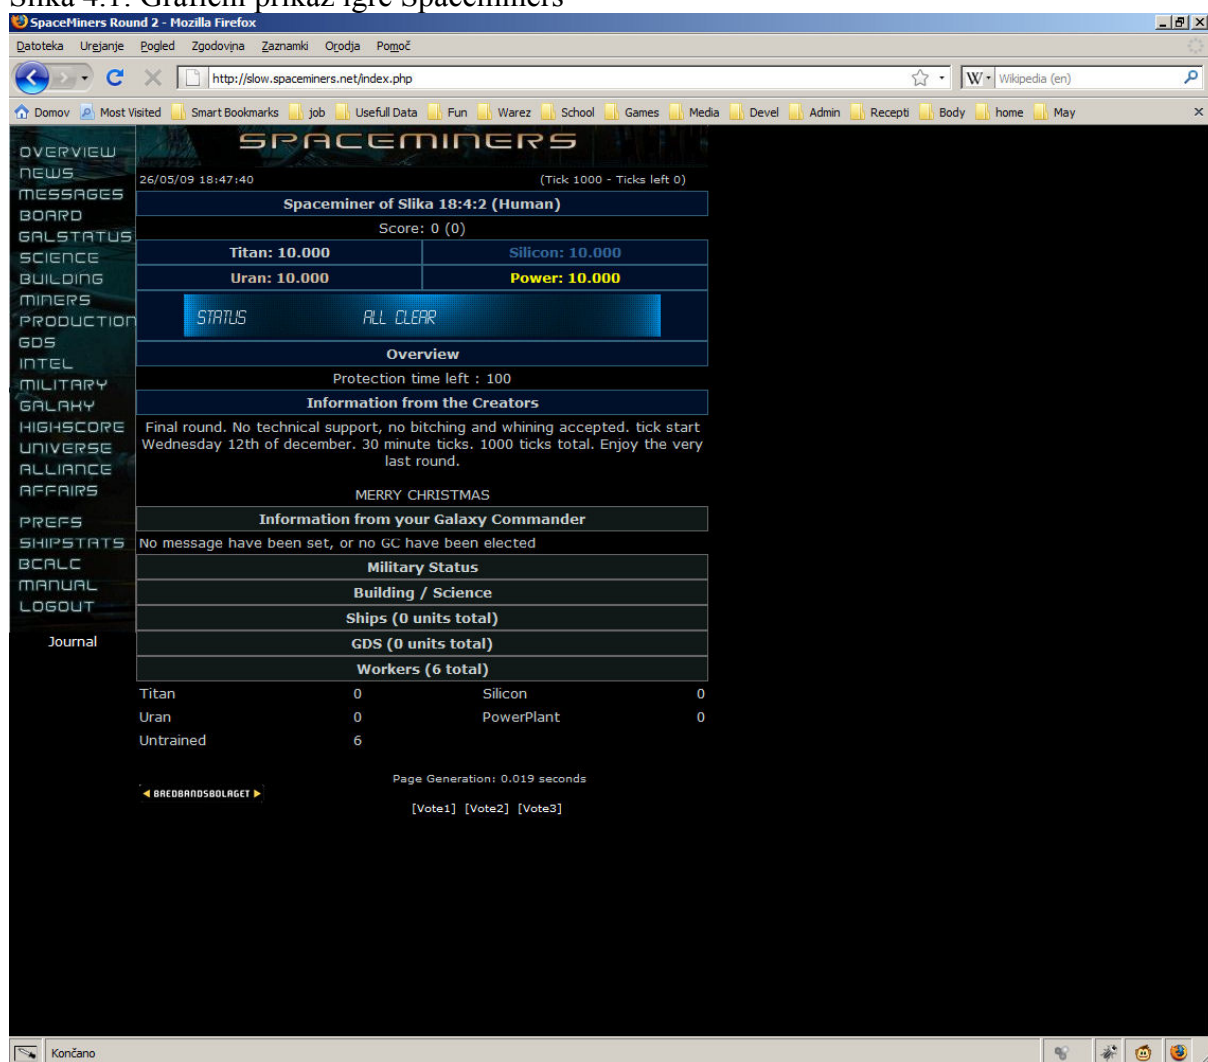 Slika 4.1: Grafični prikaz igre Spaceminers
SpaceMiners Round 2 - Mozilla Firefox
Datoteka Urejanje Pogled Zgodovina Zaznamki Orodja Pomoč
http://slow.spaceminers.net/index.php
W Wikipedia (en)
Domov Most Visited Smart Bookmarks job Usefull Data Fun Warez School Games Media Devel Admin Recepti Body home May
OVERVIEW
NEWS
MESSAGES
BOARD
GALSTATUS
SCIENCE
BUILDING
MINERS
PRODUCTION
GDS
INTEL
MILITARY
GALAXY
HIGHSCORE
UNIVERSE
ALLIANCE
AFFAIRS
PREFS
SHIPSTATS
BCALC
MANUAL
LOGOUT
Journal
SPACEMINERS
26/05/09 18:47:40 (Tick 1000 - Ticks left 0)
Spaceminer of Slika 18:4:2 (Human)
Score: 0 (0)
Titan: 10.000 Silicon: 10.000
Uran: 10.000 Power: 10.000
STATUS ALL CLEAR
Overview
Protection time left : 100
Information from the Creators
Final round. No technical support, no bitching and whining accepted. tick start
Wednesday 12th of december. 30 minute ticks. 1000 ticks total. Enjoy the very
last round.
MERRY CHRISTMAS
Information from your Galaxy Commander
No message have been set, or no GC have been elected
Military Status
Building / Science
Ships (0 units total)
GDS (0 units total)
Workers (6 total)
Titan 0 Silicon 0
Uran 0 PowerPlant 0
Untrained 6
Page Generation: 0.019 seconds
BREDBANDSBOLAGET
[Vote1] [Vote2] [Vote3]
Končano